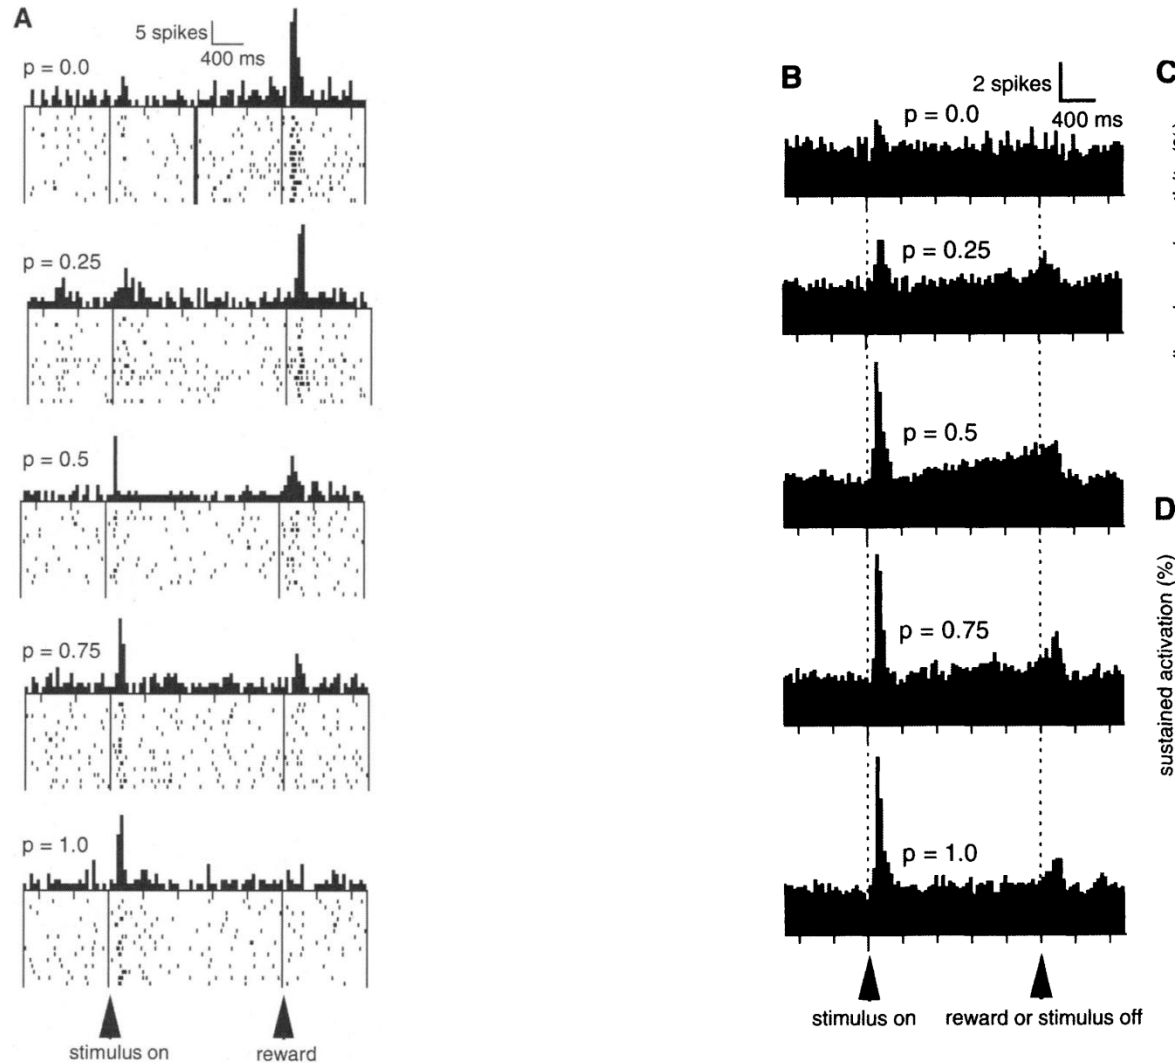 A
5 spikes
400 ms
p = 0.0
p = 0.25
p = 0.5
p = 0.75
p = 1.0
stimulus on
reward
B
2 spikes
400 ms
p = 0.0
p = 0.25
p = 0.5
p = 0.75
p = 1.0
stimulus on
reward or stimulus off
C
D
sustained activation (%)